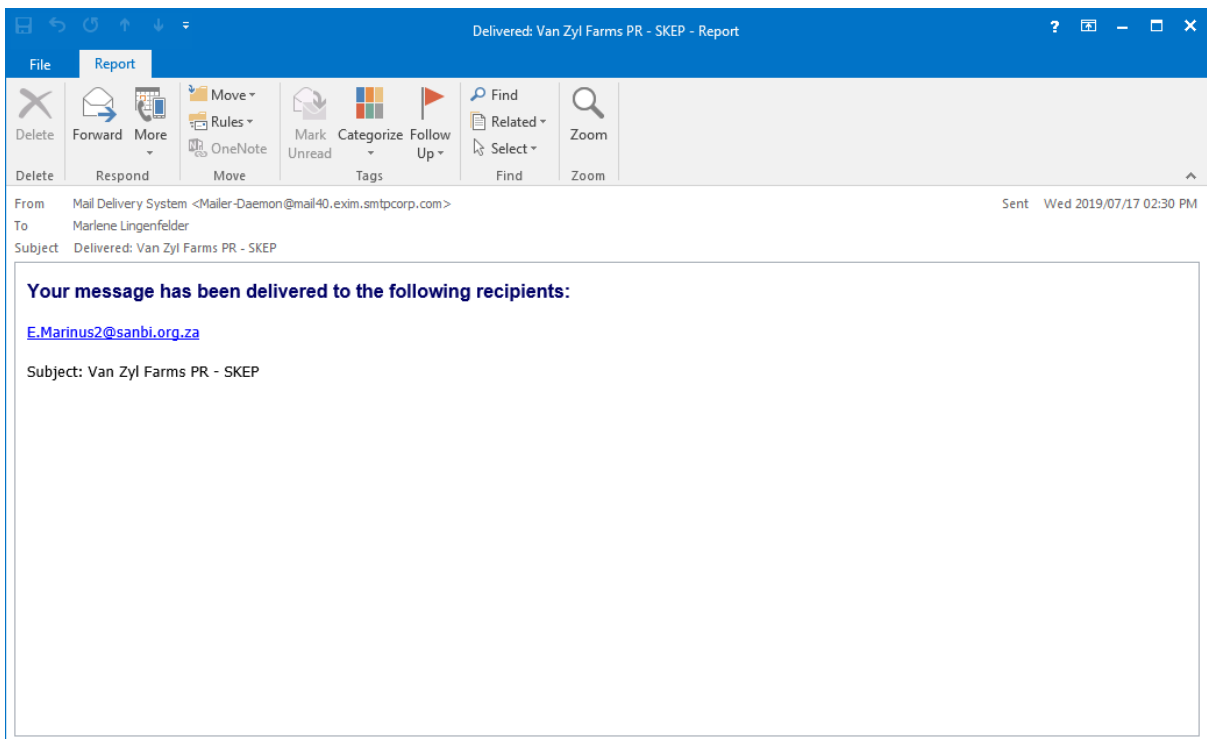 Delivered: Van Zyl Farms PR - SKEP - Report
File Report
Delete
Forward
More
Move
Rules
OneNote
Mark Unread
Categorize
Follow Up
Find
Related
Select
Zoom
Delete Respond Move Tags Find Zoom
From Mail Delivery System <Mailer-Daemon@mail40.exim.smtpcorp.com> Sent Wed 2019/07/17 02:30 PM
To Marlene Lingenfelder
Subject Delivered: Van Zyl Farms PR - SKEP
Your message has been delivered to the following recipients:
E.Marinus2@sanbi.org.za
Subject: Van Zyl Farms PR - SKEP